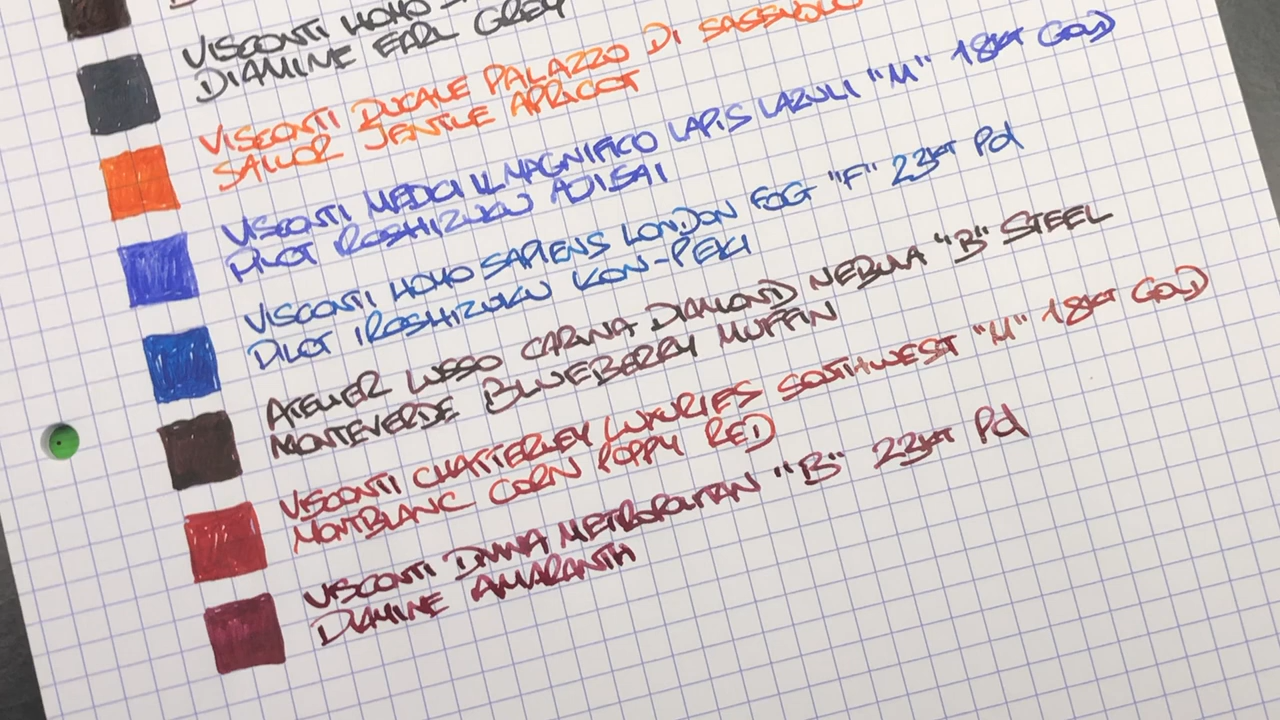 VISCONTI HOMO
DIAMINE EARL GREY
VISCONTI DUCALE PALAZZO DI SASSUOLO
SAILOR JENTLE APRICOT
VISCONTI MEDICI IL MAGNIFICO LAPIS LAZULI "M" 18KT GOLD
PILOT IROSHIZUKU AJISAI
VISCONTI HOMO SAPIENS LONDON FOG "F" 23KT Pd
PILOT IROSHIZUKU KON-PEKI
ATELIER LUSSO CARINA DIAMOND NEBULA "B" STEEL
MONTEVERDE BLUEBERRY MUFFIN
VISCONTI CHATTERLEY LUXURIES SOUTHWEST "M" 18KT GOLD
MONTBLANC CORN POPPY RED
VISCONTI DIVINA METROPOLITAN "B" 23KT Pd
DIAMINE AMARANTH